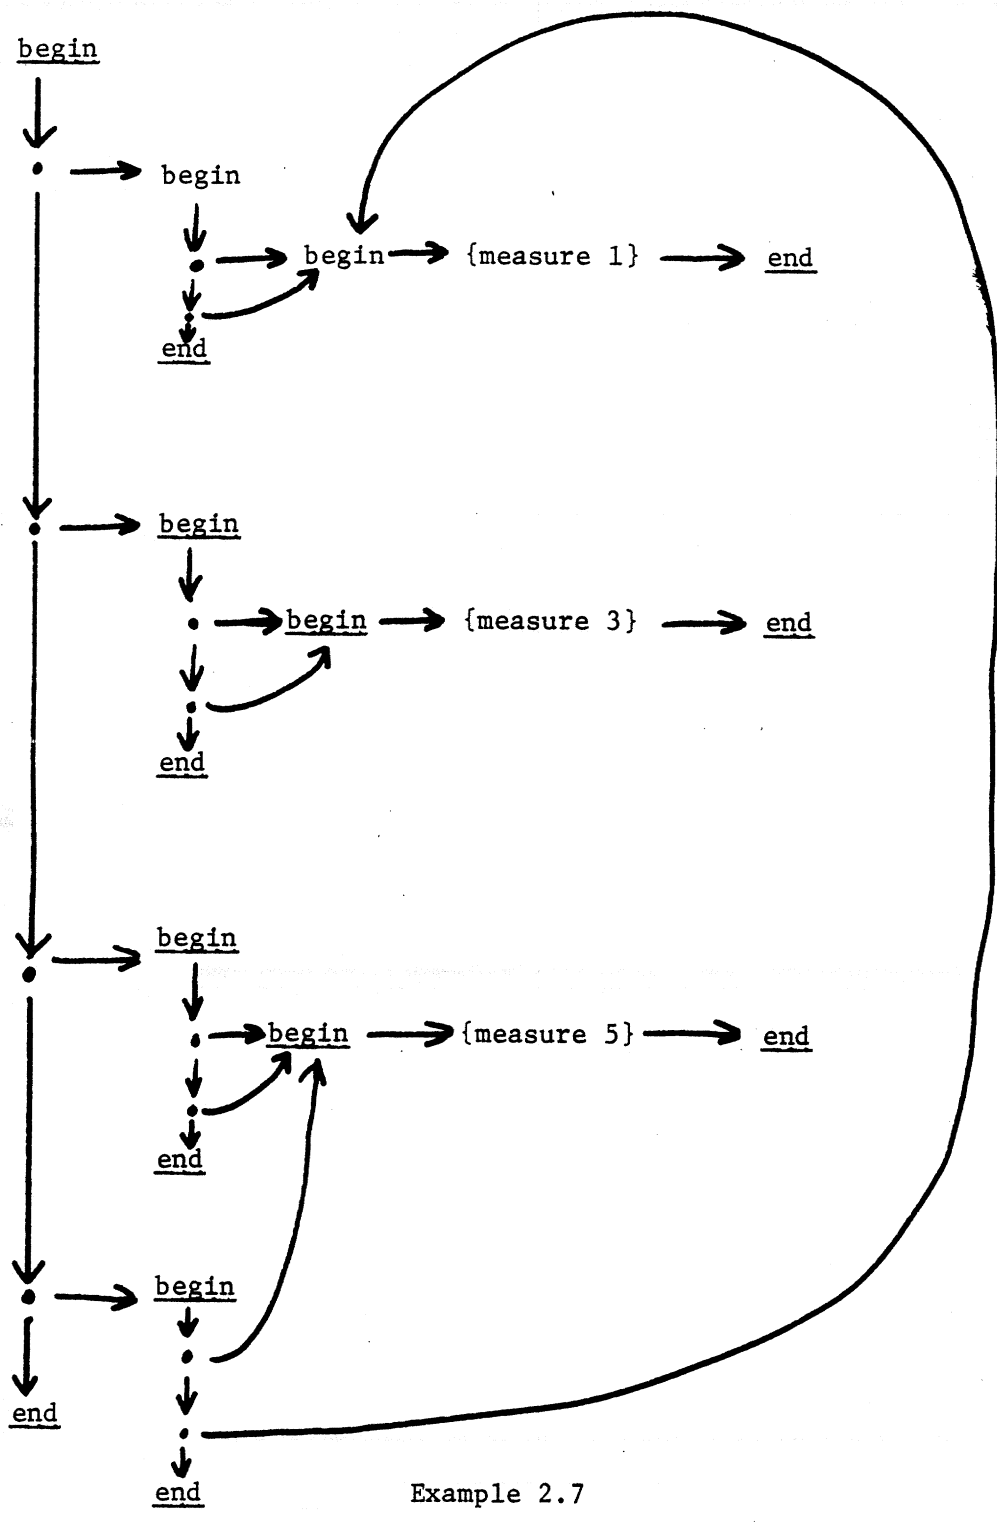 begin
begin
begin {measure 1} end
end
begin
begin {measure 3} end
end
begin
begin {measure 5} end
end
begin
end
end
Example 2.7